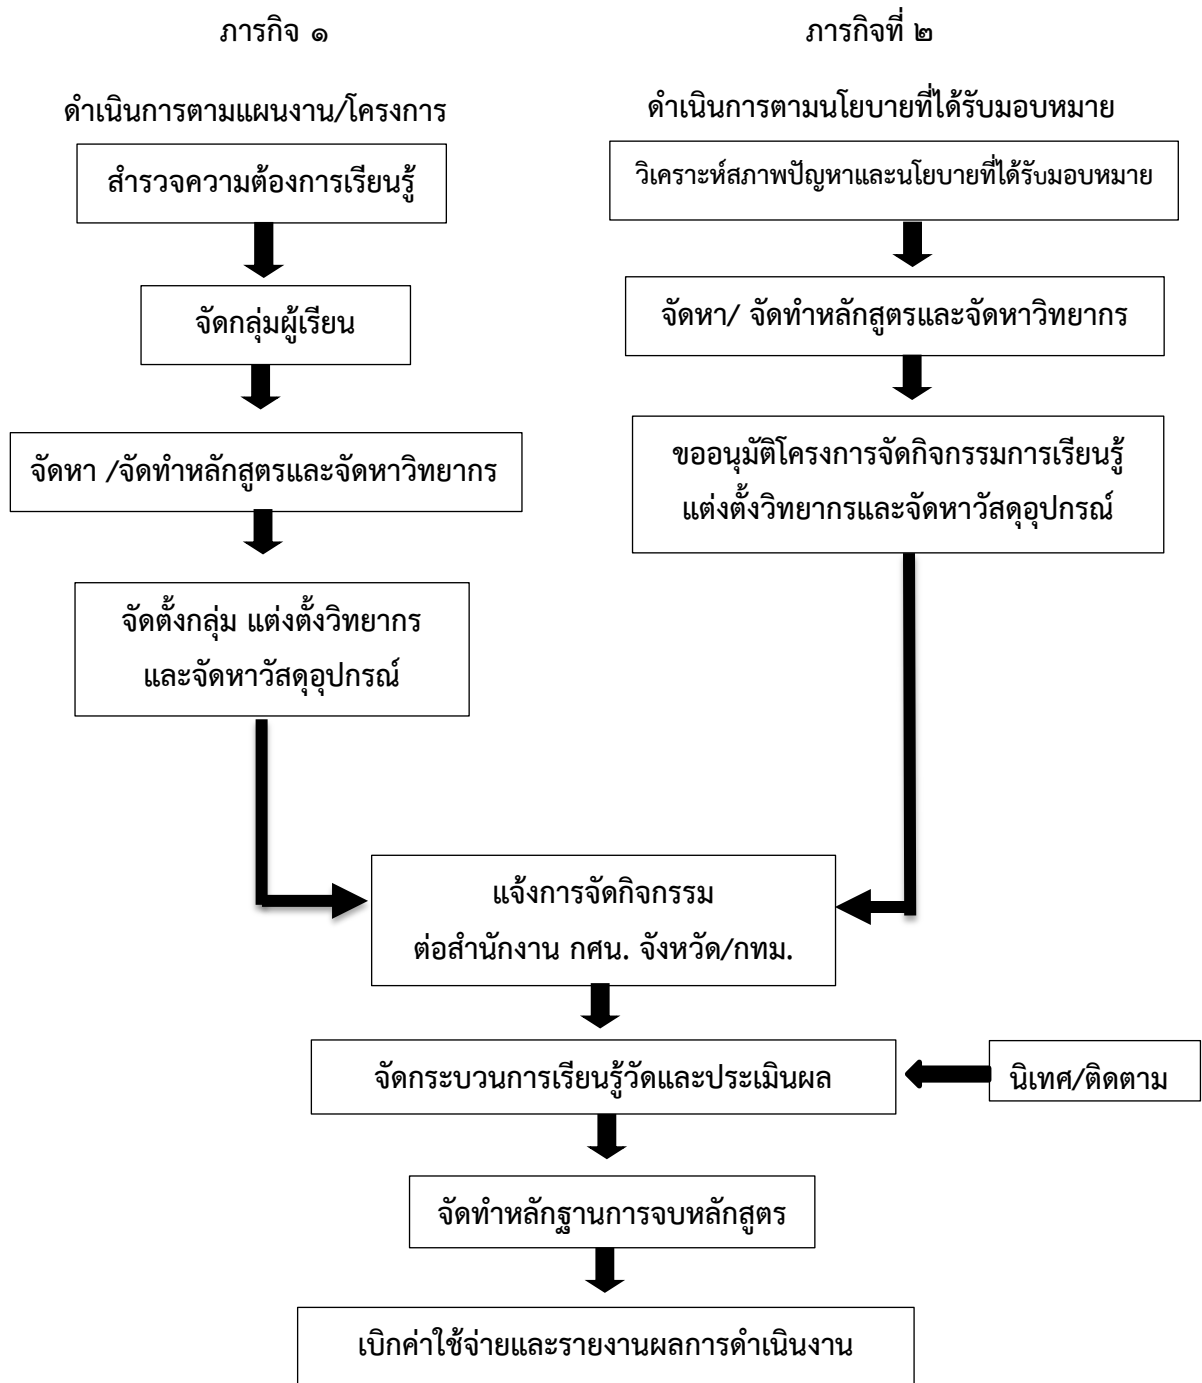 ภารกิจ ๑
ดำเนินการตามแผนงาน/โครงการ
สำรวจความต้องการเรียนรู้
จัดกลุ่มผู้เรียน
จัดหา /จัดทำหลักสูตรและจัดหาวิทยากร
จัดตั้งกลุ่ม แต่งตั้งวิทยากร
และจัดหาวัสดุอุปกรณ์
ภารกิจที่ ๒
ดำเนินการตามนโยบายที่ได้รับมอบหมาย
วิเคราะห์สภาพปัญหาและนโยบายที่ได้รับมอบหมาย
จัดหา/ จัดทำหลักสูตรและจัดหาวิทยากร
ขออนุมัติโครงการจัดกิจกรรมการเรียนรู้
แต่งตั้งวิทยากรและจัดหาวัสดุอุปกรณ์
แจ้งการจัดกิจกรรม
ต่อสำนักงาน กศน. จังหวัด/กทม.
จัดกระบวนการเรียนรู้วัดและประเมินผล
นิเทศ/ติดตาม
จัดทำหลักฐานการจบหลักสูตร
เบิกค่าใช้จ่ายและรายงานผลการดำเนินงาน